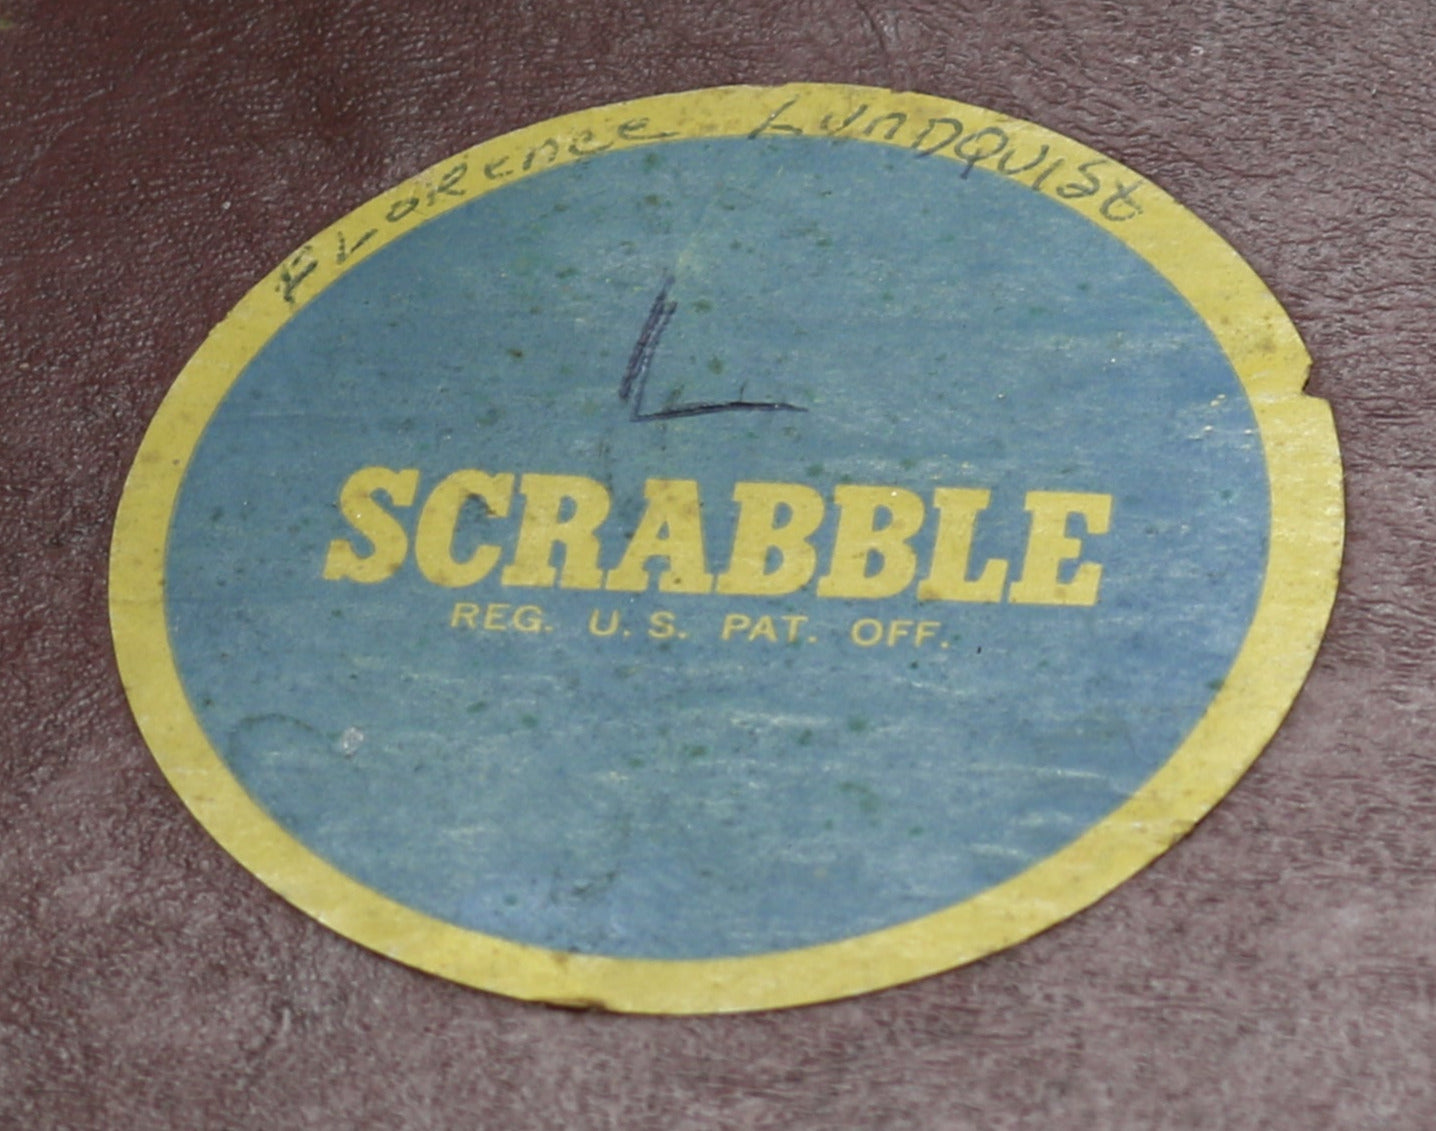 FLORENCE LUNDQUIST
L
SCRABBLE
REG. U.S. PAT. OFF.